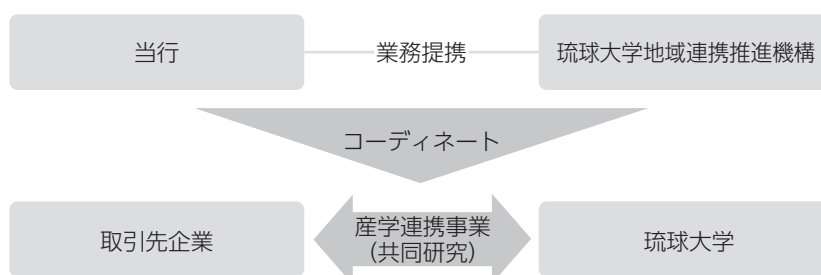 当行
業務提携
琉球大学地域連携推進機構
コーディネート
取引先企業
産学連携事業
(共同研究)
琉球大学